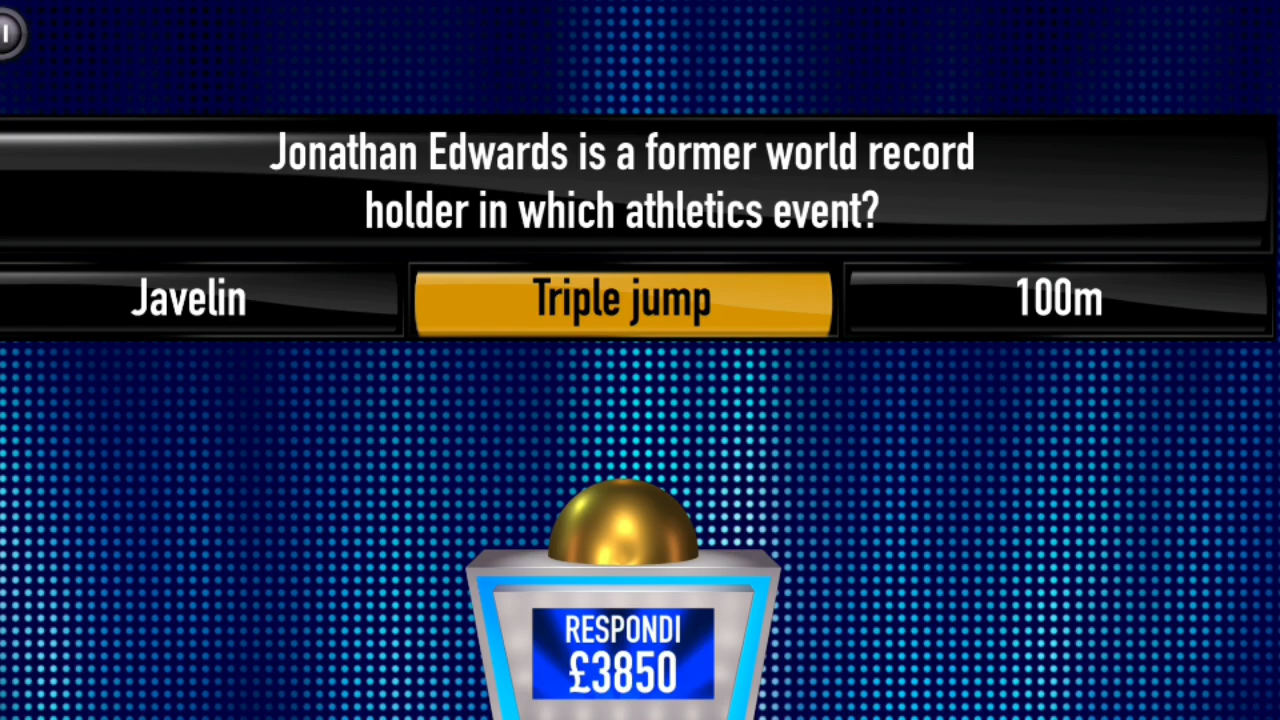 Jonathan Edwards is a former world record
holder in which athletics event?
Javelin
Triple jump
100m
RESPONDI
£3850